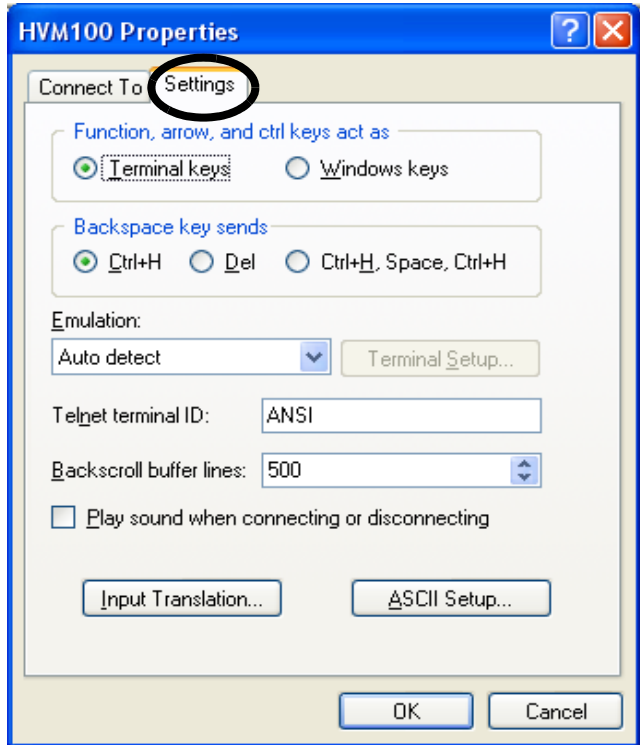 HVM100 Properties
Connect To Settings
Function, arrow, and ctrl keys act as
Terminal keys Windows keys
Backspace key sends
Ctrl+H Del Ctrl+H, Space, Ctrl+H
Emulation:
Auto detect Terminal Setup...
Telnet terminal ID: ANSI
Backscroll buffer lines: 500
Play sound when connecting or disconnecting
Input Translation... ASCII Setup...
OK Cancel